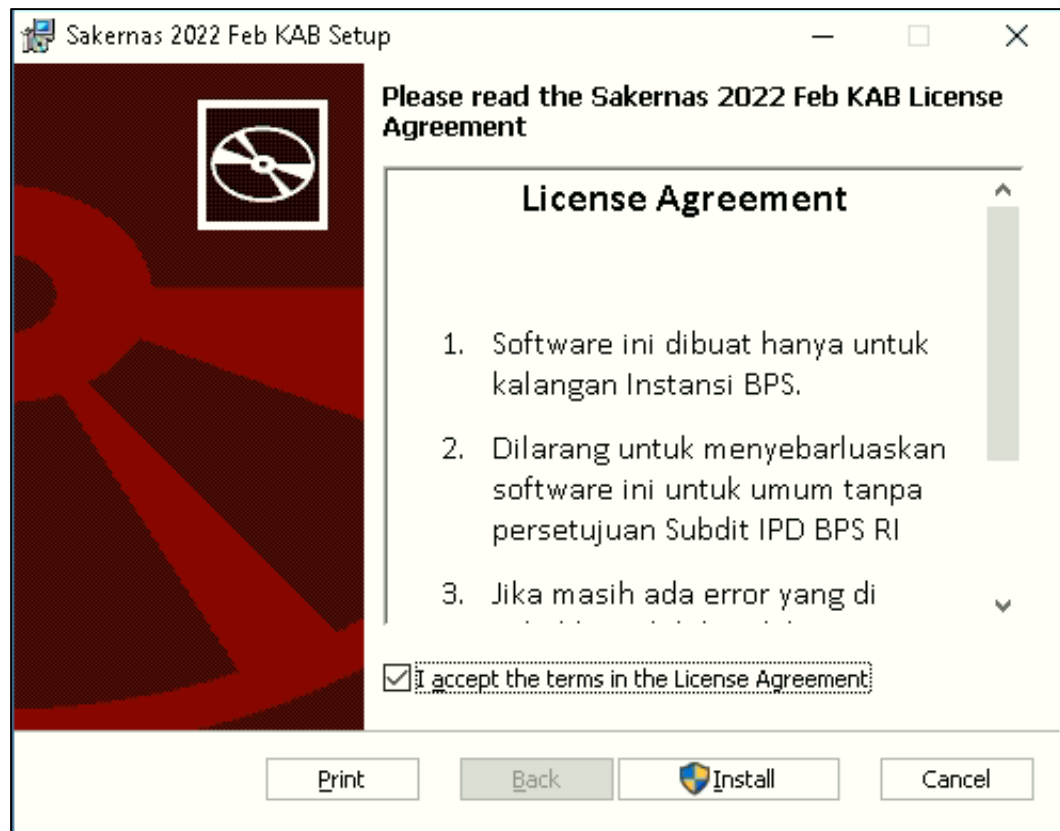 Sakernas 2022 Feb KAB Setup
Please read the Sakernas 2022 Feb KAB License
Agreement
License Agreement
1. Software ini dibuat hanya untuk
kalangan Instansi BPS.
2. Dilarang untuk menyebarluaskan
software ini untuk umum tanpa
persetujuan Subdit IPD BPS RI
3. Jika masih ada error yang di
I accept the terms in the License Agreement
Print Back Install Cancel